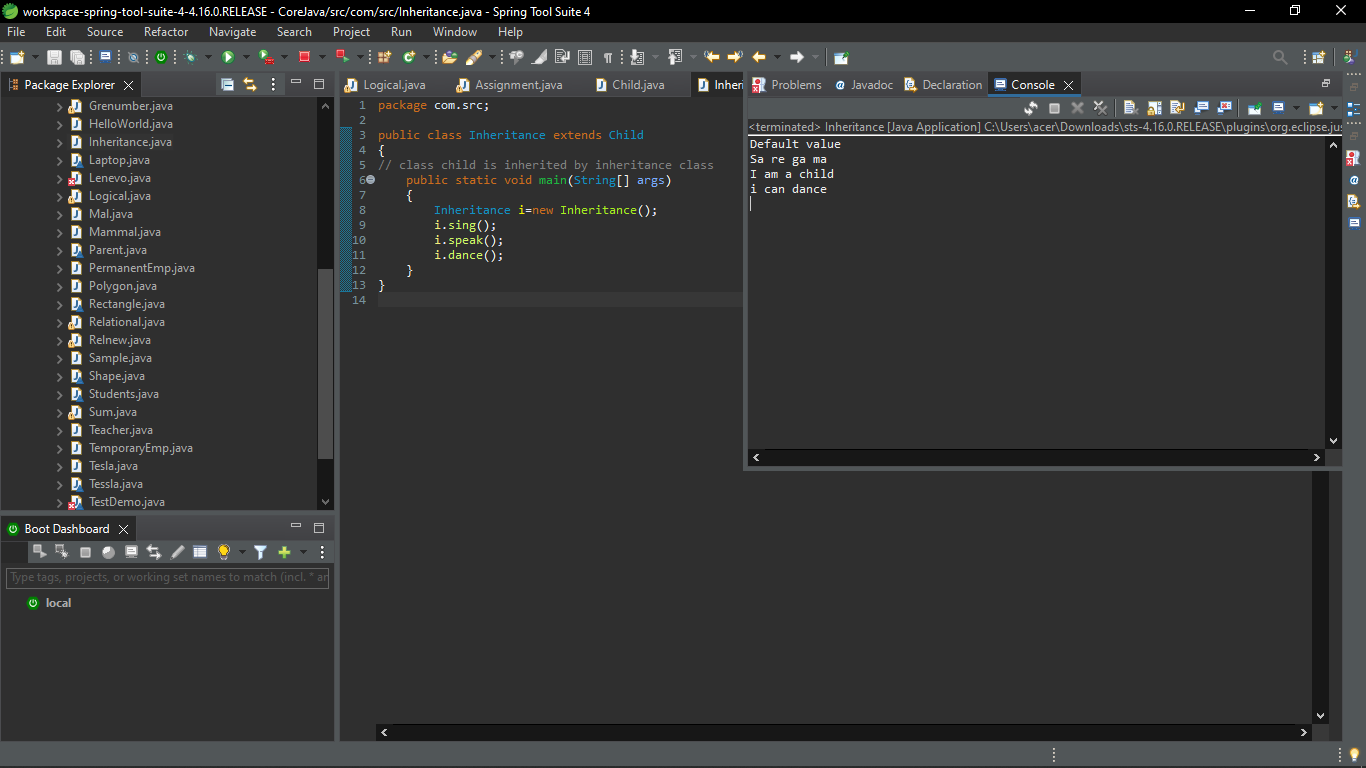 workspace-spring-tool-suite-4-4.16.0.RELEASE - CoreJava/src/com/src/Inheritance.java - Spring Tool Suite 4
File Edit Source Refactor Navigate Search Project Run Window Help
Package Explorer
Grenumber.java
HelloWorld.java
Inheritance.java
Laptop.java
Lenevo.java
Logical.java
Mal.java
Mammal.java
Parent.java
PermanentEmp.java
Polygon.java
Rectangle.java
Relational.java
Relnew.java
Sample.java
Shape.java
Students.java
Sum.java
Teacher.java
TemporaryEmp.java
Tesla.java
Tessla.java
TestDemo.java
Boot Dashboard
Type tags, projects, or working set names to match (incl. * ar
local
Logical.java Assignment.java Child.java Inher
1 package com.src;
2
3 public class Inheritance extends Child
4 {
5 // class child is inherited by inheritance class
6 public static void main(String[] args)
7 {
8 Inheritance i=new Inheritance();
9 i.sing();
10 i.speak();
11 i.dance();
12 }
13 }
14
Problems Javadoc Declaration Console
<terminated> Inheritance [Java Application] C:\Users\acer\Downloads\sts-4.16.0.RELEASE\plugins\org.eclipse.jus
Default value
Sa re ga ma
I am a child
i can dance